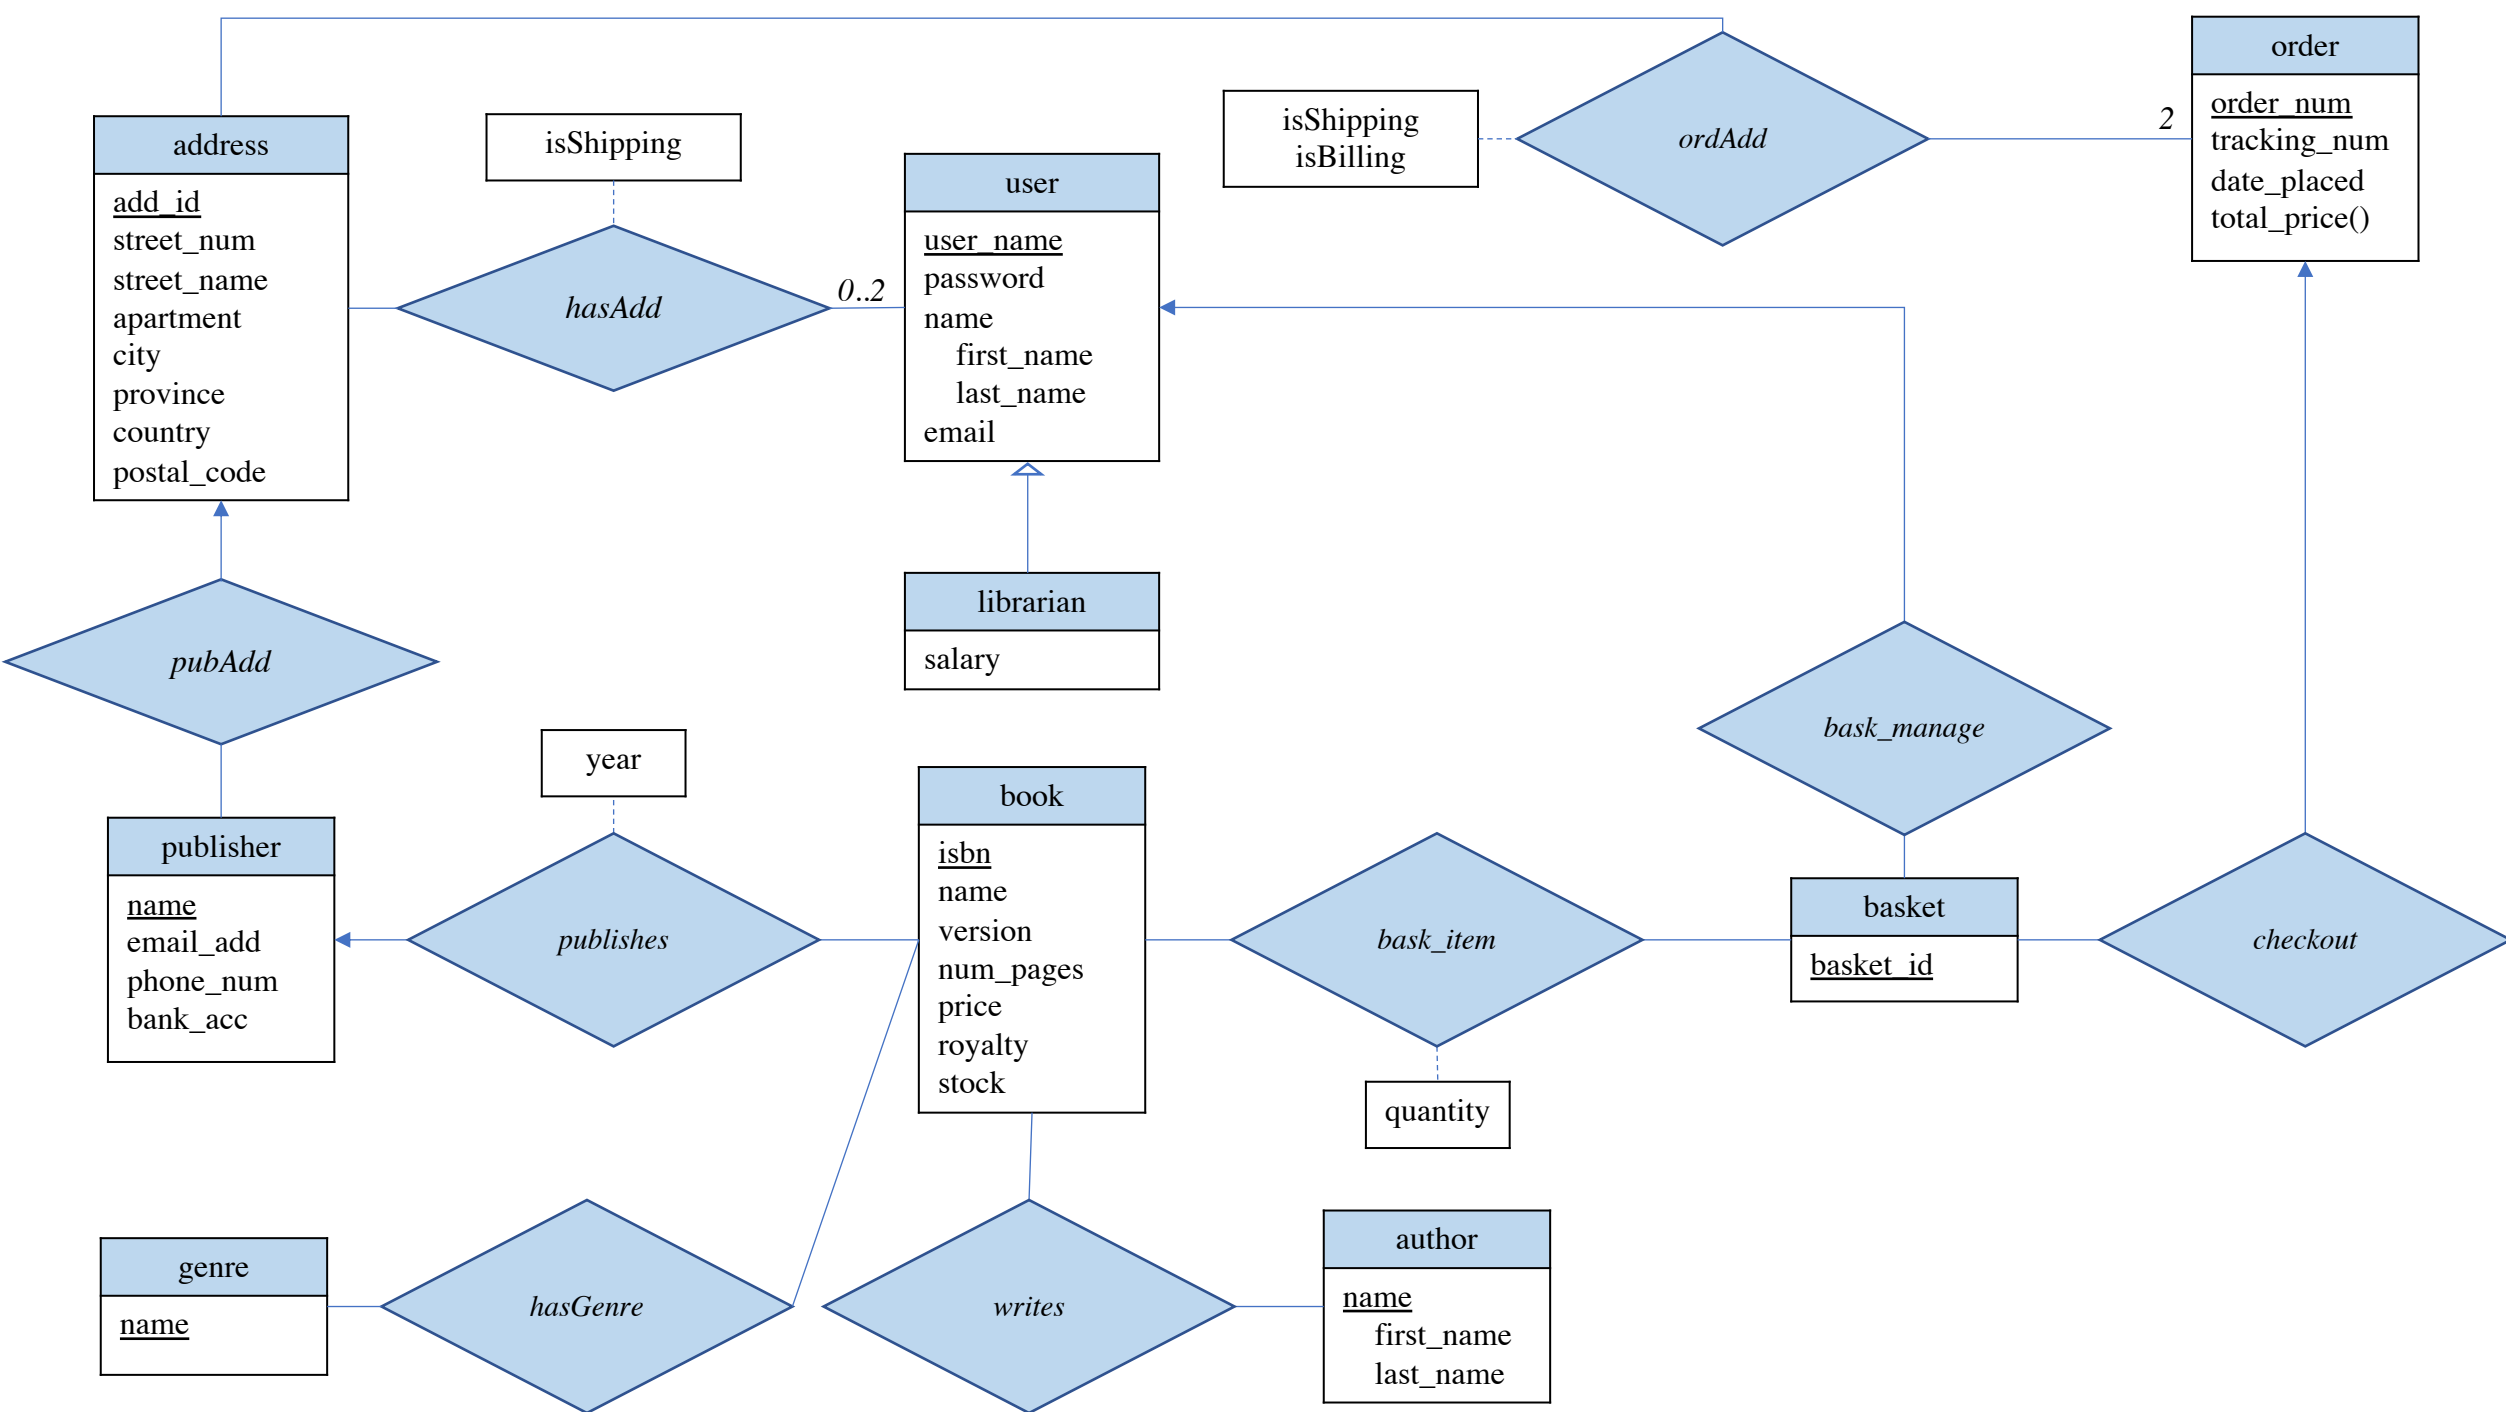 address
add_id
street_num
street_name
apartment
city
province
country
postal_code
isShipping
hasAdd
0..2
user
user_name
password
name
first_name
last_name
email
isShipping
isBilling
ordAdd
2
order
order_num
tracking_num
date_placed
total_price()
librarian
salary
pubAdd
bask_manage
publisher
name
email_add
phone_num
bank_acc
year
publishes
book
isbn
name
version
num_pages
price
royalty
stock
bask_item
quantity
basket
basket_id
checkout
genre
name
hasGenre
writes
author
name
first_name
last_name